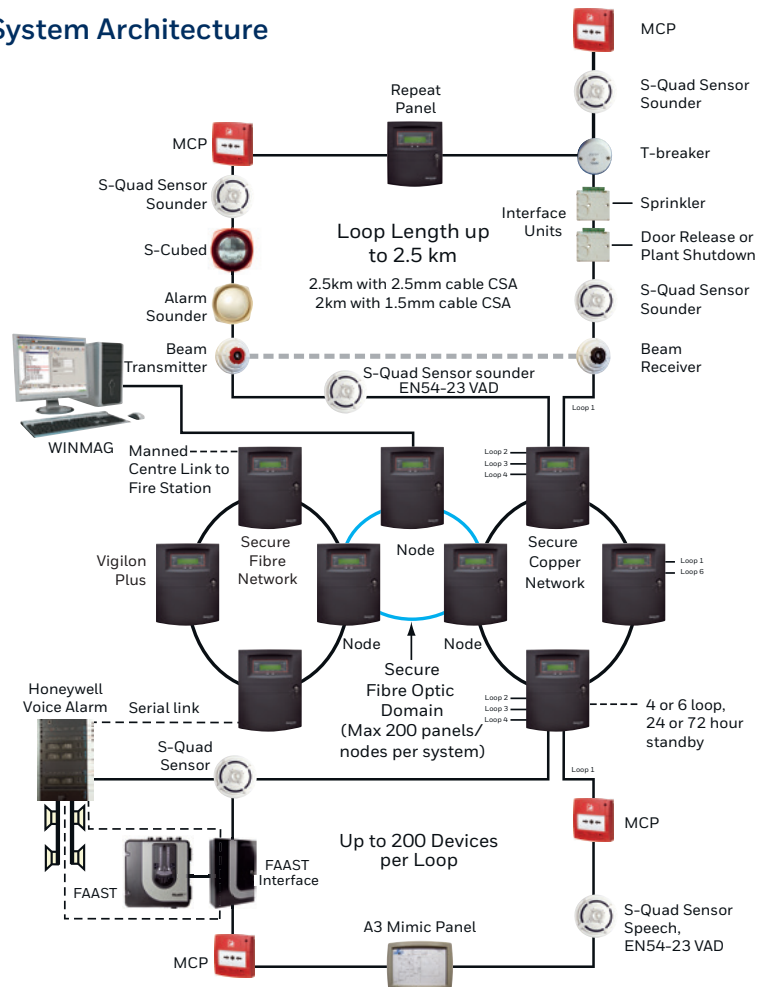 System Architecture
MCP
S-Quad Sensor
Sounder
Repeat
Panel
MCP
T-breaker
S-Quad Sensor
Sounder
Interface
Units
Sprinkler
Loop Length up
to 2.5 km
S-Cubed
Door Release or
Plant Shutdown
2.5km with 2.5mm cable CSA
2km with 1.5mm cable CSA
Alarm
Sounder
S-Quad Sensor
Sounder
Beam
Transmitter
Beam
Receiver
S-Quad Sensor sounder
EN54-23 VAD
Loop 1
WINMAG
Manned
Centre Link to
Fire Station
Loop 2
Loop 3
Loop 4
Vigilon
Plus
Secure
Fibre
Network
Node
Secure
Copper
Network
Loop 1
Loop 6
Node
Node
Secure
Fibre Optic
Domain
(Max 200 panels/
nodes per system)
Honeywell
Voice Alarm
Serial link
Loop 2
Loop 3
Loop 4
4 or 6 loop,
24 or 72 hour
standby
S-Quad
Sensor
Loop 1
MCP
Up to 200 Devices
per Loop
FAAST
FAAST
Interface
A3 Mimic Panel
S-Quad Sensor
Speech,
EN54-23 VAD
MCP